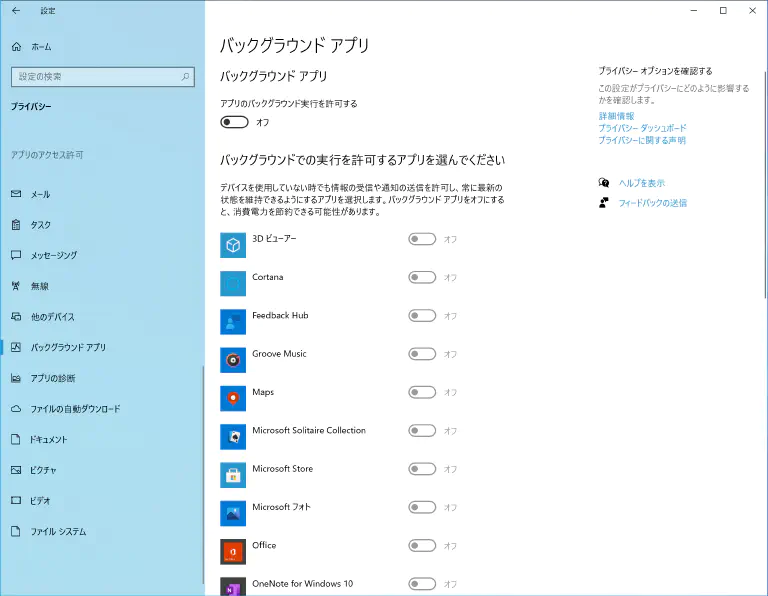 設定
ホーム
設定の検索
プライバシー
アプリのアクセス許可
メール
タスク
メッセージング
無線
他のデバイス
バックグラウンド アプリ
アプリの診断
ファイルの自動ダウンロード
ドキュメント
ピクチャ
ビデオ
ファイル システム
バックグラウンド アプリ
バックグラウンド アプリ
アプリのバックグラウンド実行を許可する
オフ
バックグラウンドでの実行を許可するアプリを選んでください
デバイスを使用していない時でも情報の受信や通知の送信を許可し、常に最新の
状態を維持できるようにするアプリを選択します。バックグラウンド アプリをオフにする
と、消費電力を節約できる可能性があります。
3D ビューアー オフ
Cortana オフ
Feedback Hub オフ
Groove Music オフ
Maps オフ
Microsoft Solitaire Collection オフ
Microsoft Store オフ
Microsoft フォト オフ
Office オフ
OneNote for Windows 10 オフ
プライバシー オプションを確認する
この設定がプライバシーにどのように影響する
かを確認します。
詳細情報
プライバシー ダッシュボード
プライバシーに関する声明
ヘルプを表示
フィードバックの送信